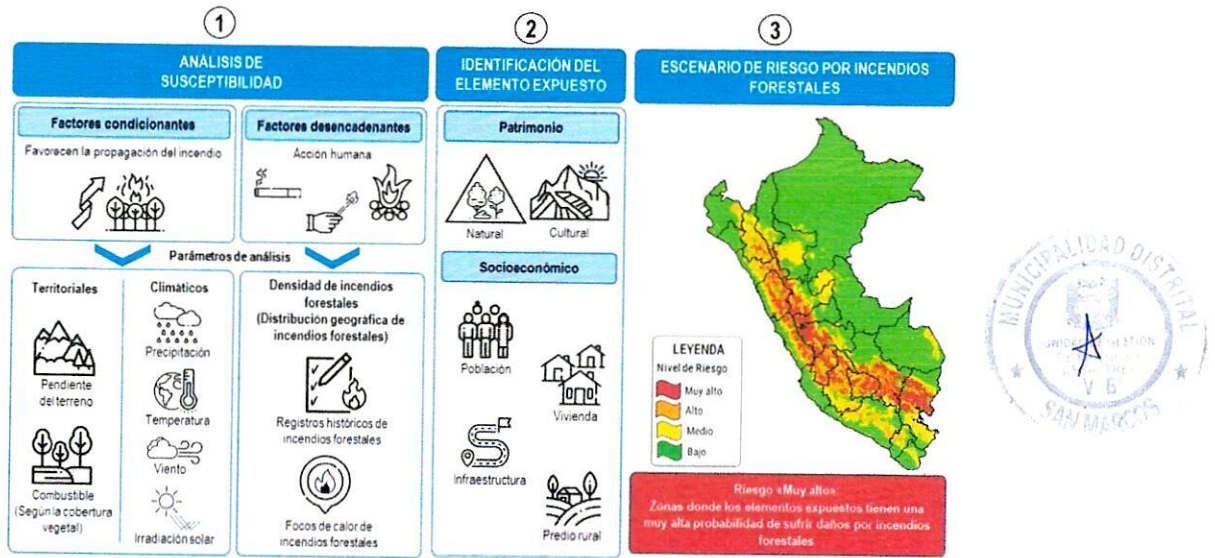 1
ANÁLISIS DE
SUSCEPTIBILIDAD
Factores condicionantes
Favorecen la propagación del incendio
Factores desencadenantes
Acción humana
Parámetros de análisis
Territoriales
Pendiente
del terreno
Combustible
(Según la cobertura
vegetal)
Climáticos
Precipitación
Temperatura
Viento
Irradiación solar
Densidad de incendios
forestales
(Distribución geográfica de
incendios forestales)
Registros históricos de
incendios forestales
Focos de calor de
incendios forestales
2
IDENTIFICACIÓN DEL
ELEMENTO EXPUESTO
Patrimonio
Natural
Cultural
Socioeconómico
Población
Vivienda
Infraestructura
Predio rural
3
ESCENARIO DE RIESGO POR INCENDIOS
FORESTALES
LEYENDA
Nivel de Riesgo
Muy alto
Alto
Medio
Bajo
Riesgo «Muy alto»:
Zonas donde los elementos expuestos tienen una
muy alta probabilidad de sufrir daños por incendios
forestales
MUNICIPALIDAD DISTRITAL
SAN MARCOS